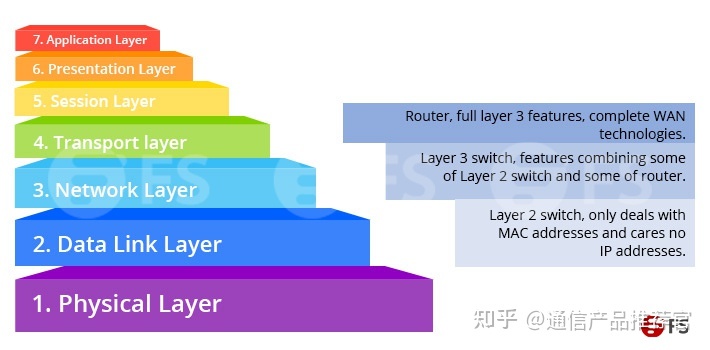 7. Application Layer
6. Presentation Layer
5. Session Layer
4. Transport layer
3. Network Layer
2. Data Link Layer
1. Physical Layer
Router, full layer 3 features, complete WAN
technologies.
Layer 3 switch, features combining some
of Layer 2 switch and some of router.
Layer 2 switch, only deals with
MAC addresses and cares no
IP addresses.
FS
FS
FS
知乎 @通信产品推荐官
FS